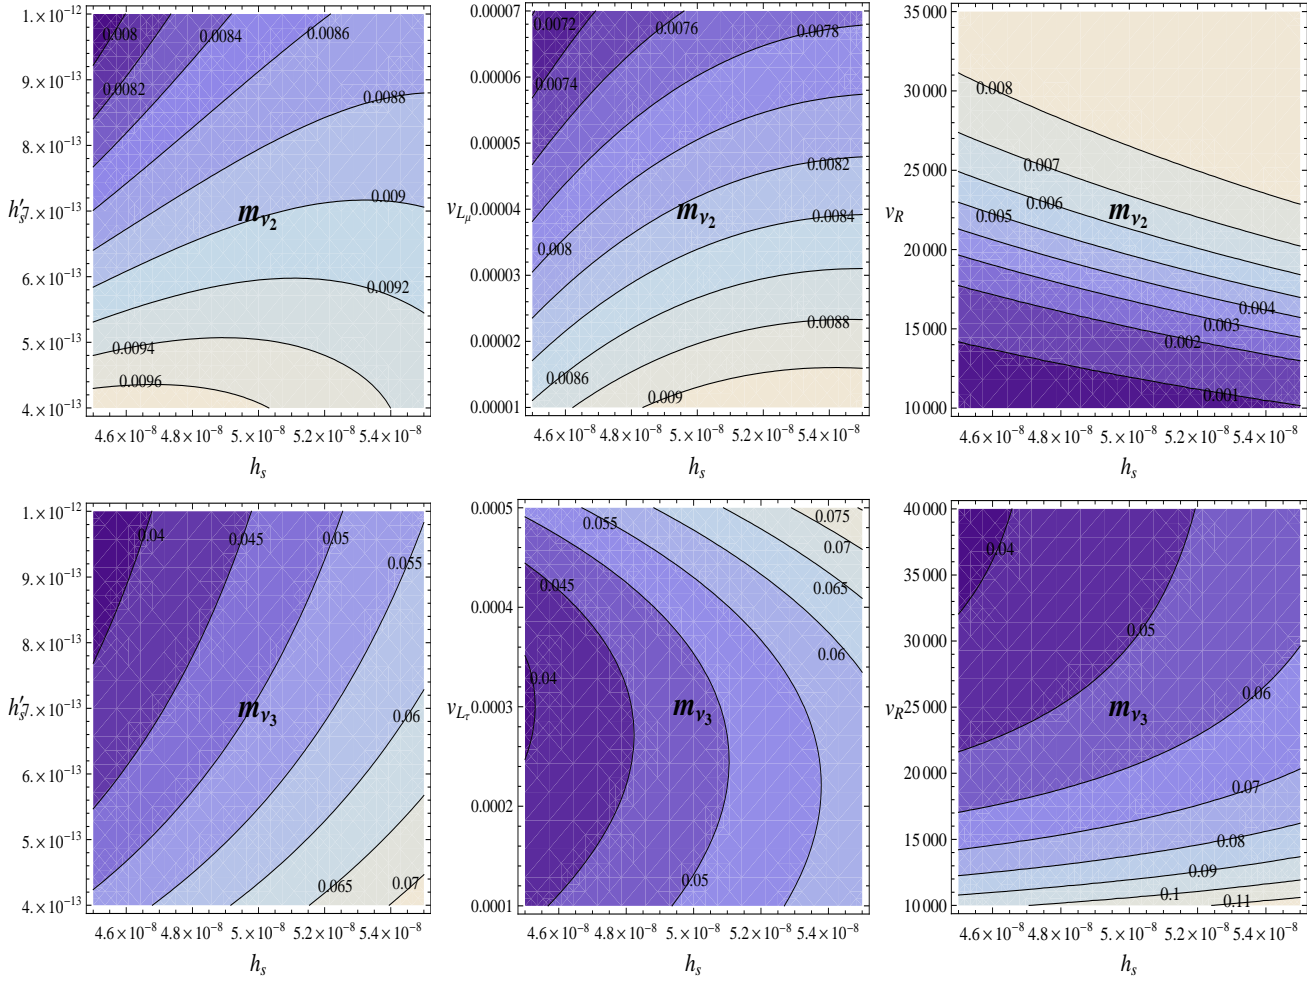 1. × 10⁻¹²
9. × 10⁻¹³
8. × 10⁻¹³
h′ₛ 7. × 10⁻¹³
6. × 10⁻¹³
5. × 10⁻¹³
4. × 10⁻¹³
0.008
0.0084
0.0086
0.0082
0.0088
0.009
m_ν₂
0.0092
0.0094
0.0096
4.6×10⁻⁸ 4.8×10⁻⁸ 5.×10⁻⁸ 5.2×10⁻⁸ 5.4×10⁻⁸
hₛ
0.00007
0.00006
0.00005
v_Lμ 0.00004
0.00003
0.00002
0.00001
0.0072
0.0076
0.0078
0.0074
0.0082
m_ν₂
0.0084
0.008
0.0088
0.0086
0.009
4.6×10⁻⁸ 4.8×10⁻⁸ 5.×10⁻⁸ 5.2×10⁻⁸ 5.4×10⁻⁸
hₛ
35 000
30 000
25 000
v_R
20 000
15 000
10 000
0.008
0.007
0.006
m_ν₂
0.005
0.004
0.003
0.002
0.001
4.6×10⁻⁸ 4.8×10⁻⁸ 5.×10⁻⁸ 5.2×10⁻⁸ 5.4×10⁻⁸
hₛ
1. × 10⁻¹²
9. × 10⁻¹³
8. × 10⁻¹³
h′ₛ 7. × 10⁻¹³
6. × 10⁻¹³
5. × 10⁻¹³
4. × 10⁻¹³
0.04
0.045
0.05
0.055
m_ν₃
0.06
0.065
0.07
4.6×10⁻⁸ 4.8×10⁻⁸ 5.×10⁻⁸ 5.2×10⁻⁸ 5.4×10⁻⁸
hₛ
0.0005
0.0004
v_Lτ 0.0003
0.0002
0.0001
0.055
0.075
0.07
0.045
0.065
0.06
0.04
m_ν₃
0.05
4.6×10⁻⁸ 4.8×10⁻⁸ 5.×10⁻⁸ 5.2×10⁻⁸ 5.4×10⁻⁸
hₛ
40 000
35 000
30 000
v_R 25 000
20 000
15 000
10 000
0.04
0.05
0.06
m_ν₃
0.07
0.08
0.09
0.1
0.11
4.6×10⁻⁸ 4.8×10⁻⁸ 5.×10⁻⁸ 5.2×10⁻⁸ 5.4×10⁻⁸
hₛ